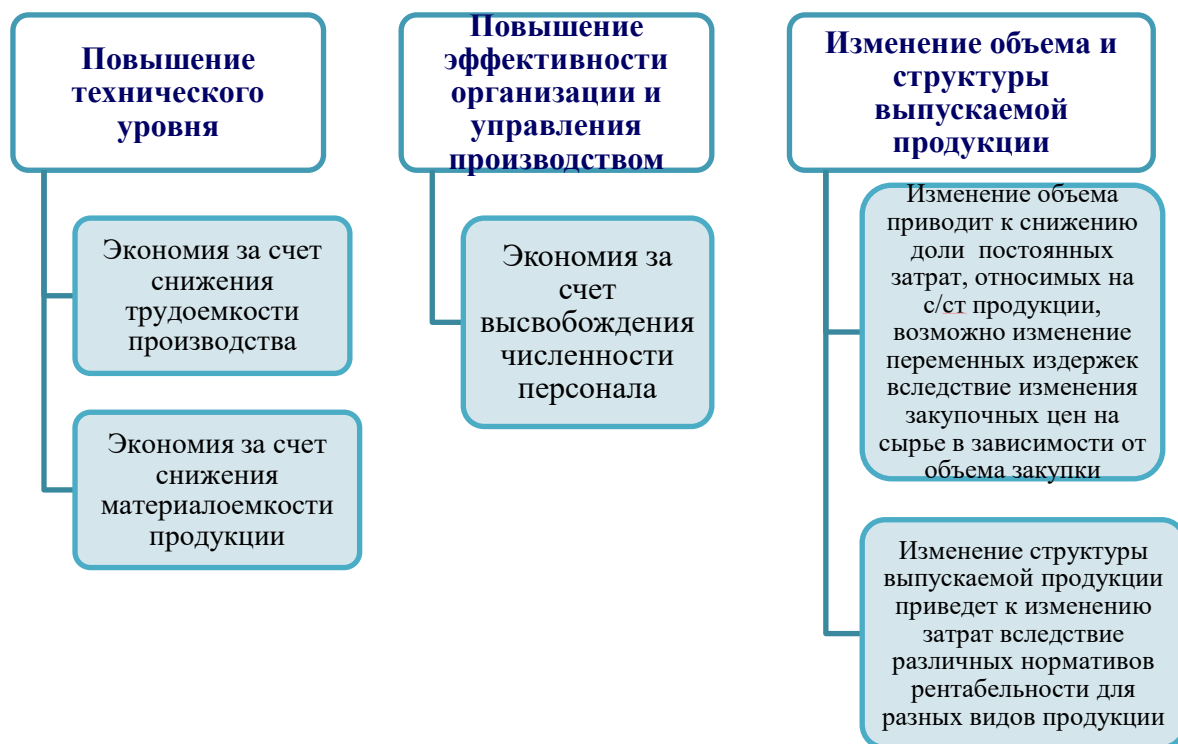 Повышение
технического
уровня
Экономия за счет
снижения
трудоемкости
производства
Экономия за счет
снижения
материалоемкости
продукции
Повышение
эффективности
организации и
управления
производством
Экономия за
счет
высвобождения
численности
персонала
Изменение объема и
структуры
выпускаемой
продукции
Изменение объема
приводит к снижению
доли постоянных
затрат, относимых на
с/ст продукции,
возможно изменение
переменных издержек
вследствие изменения
закупочных цен на
сырье в зависимости от
объема закупки
Изменение структуры
выпускаемой продукции
приведет к изменению
затрат вследствие
различных нормативов
рентабельности для
разных видов продукции